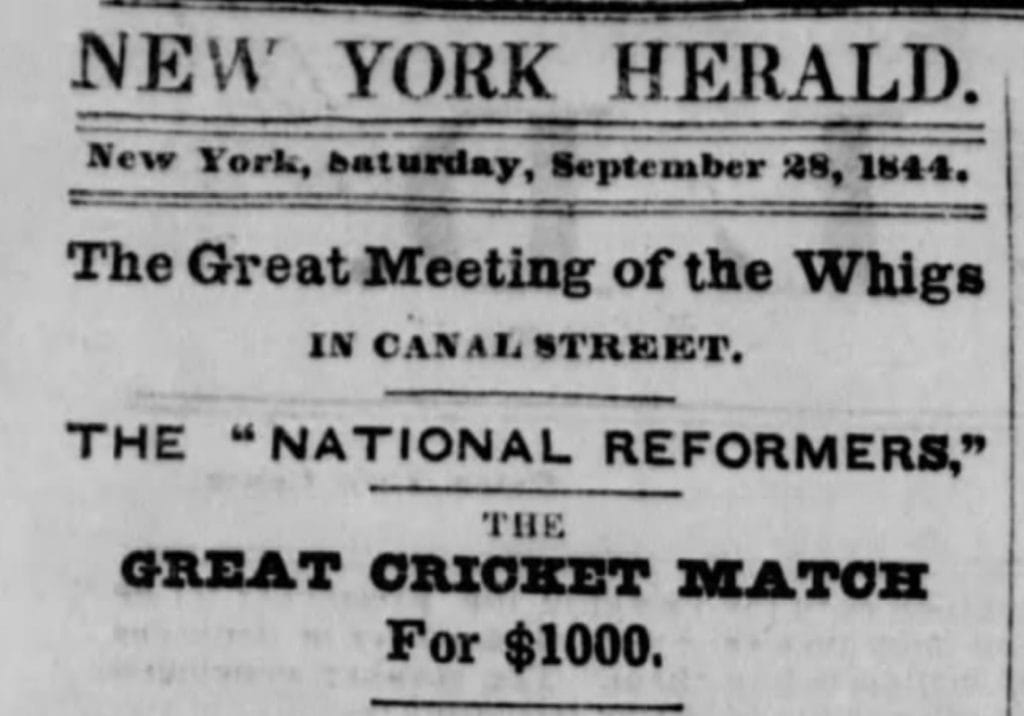 NEW YORK HERALD.
New York, Saturday, September 28, 1844.
The Great Meeting of the Whigs
IN CANAL STREET.
THE "NATIONAL REFORMERS,"
THE
GREAT CRICKET MATCH
For $1000.